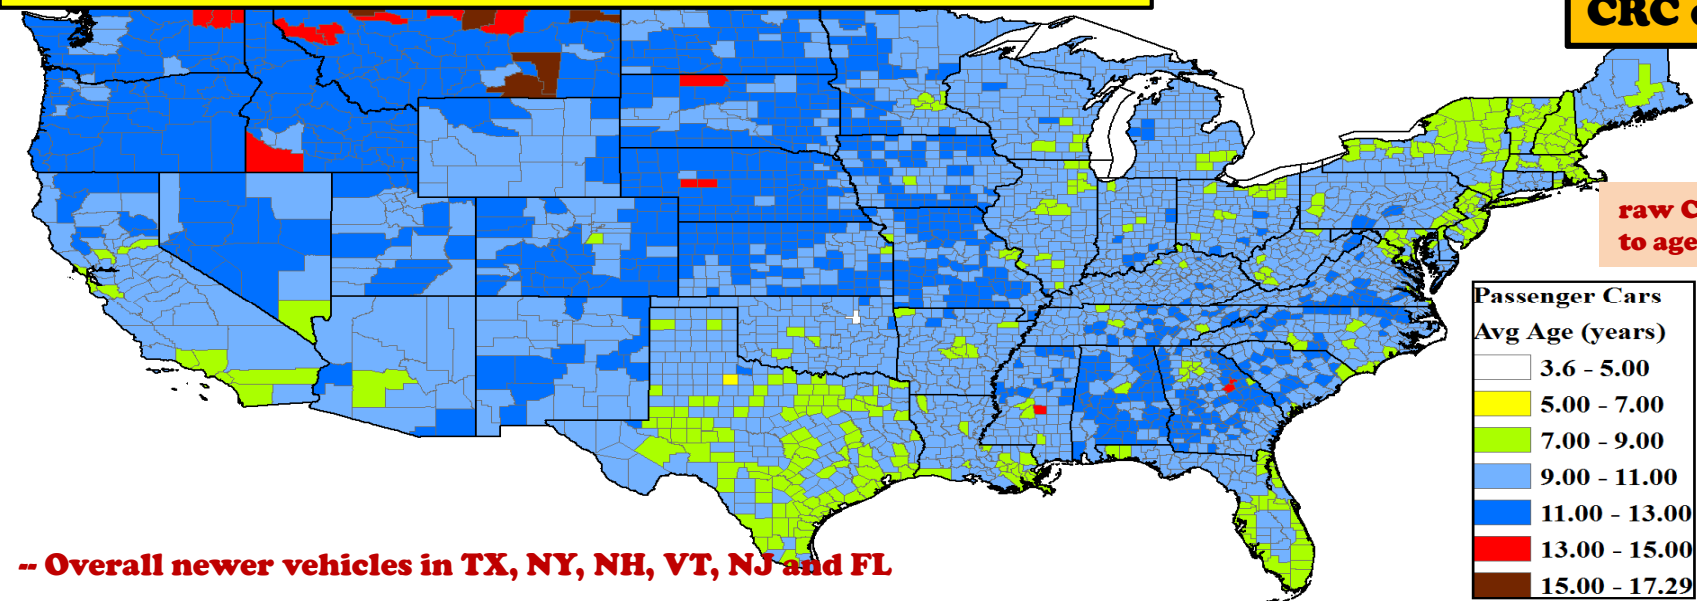 CRC
raw C
to age
Passenger Cars
Avg Age (years)
3.6 - 5.00
5.00 - 7.00
7.00 - 9.00
9.00 - 11.00
11.00 - 13.00
13.00 - 15.00
15.00 - 17.29
-- Overall newer vehicles in TX, NY, NH, VT, NJ and FL